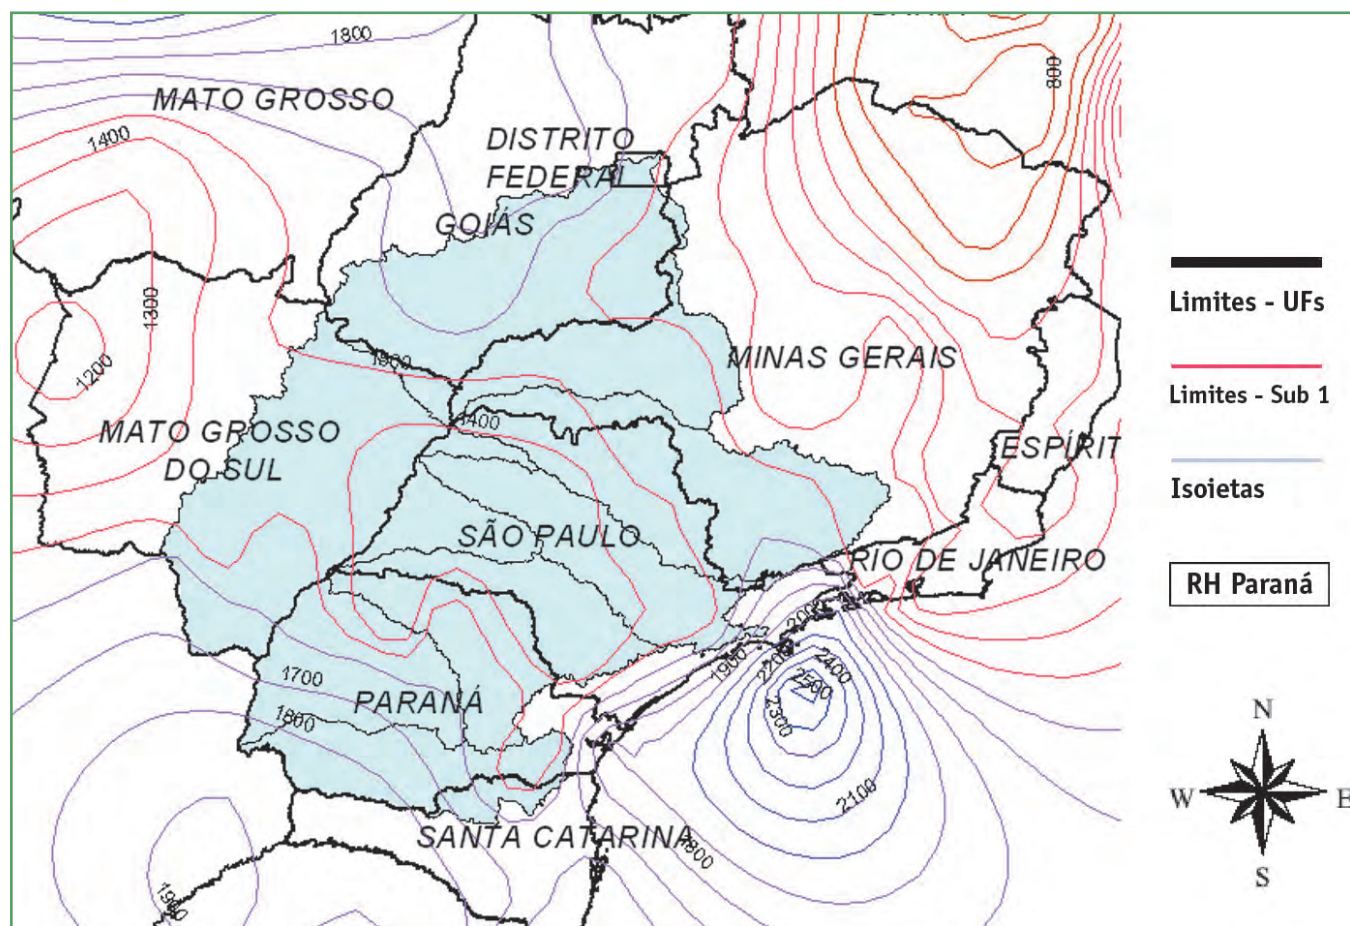 1800
800
MATO GROSSO
1400
DISTRITO
FEDERAL
GOIÁS
1300
1200
MINAS GERAIS
1400
MATO GROSSO
DO SUL
ESPÍRIT
SÃO PAULO
RIO DE JANEIRO
2000
1900
2200
2400
2500
2300
1700
PARANÁ
1800
2100
SANTA CATARINA
1800
1900
Limites - UFs
Limites - Sub 1
Isoietas
RH Paraná
N
W
E
S